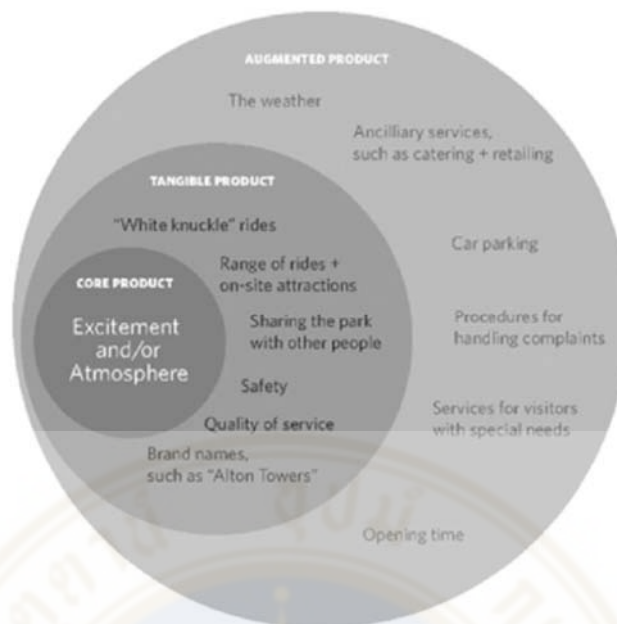 AUGMENTED PRODUCT
The weather
Ancilliary services,
such as catering + retailing
TANGIBLE PRODUCT
"White knuckle" rides
Range of rides +
on-site attractions
Car parking
CORE PRODUCT
Excitement
and/or
Atmosphere
Sharing the park
with other people
Procedures for
handling complaints
Safety
Quality of service
Services for visitors
with special needs
Brand names,
such as "Alton Towers"
Opening time